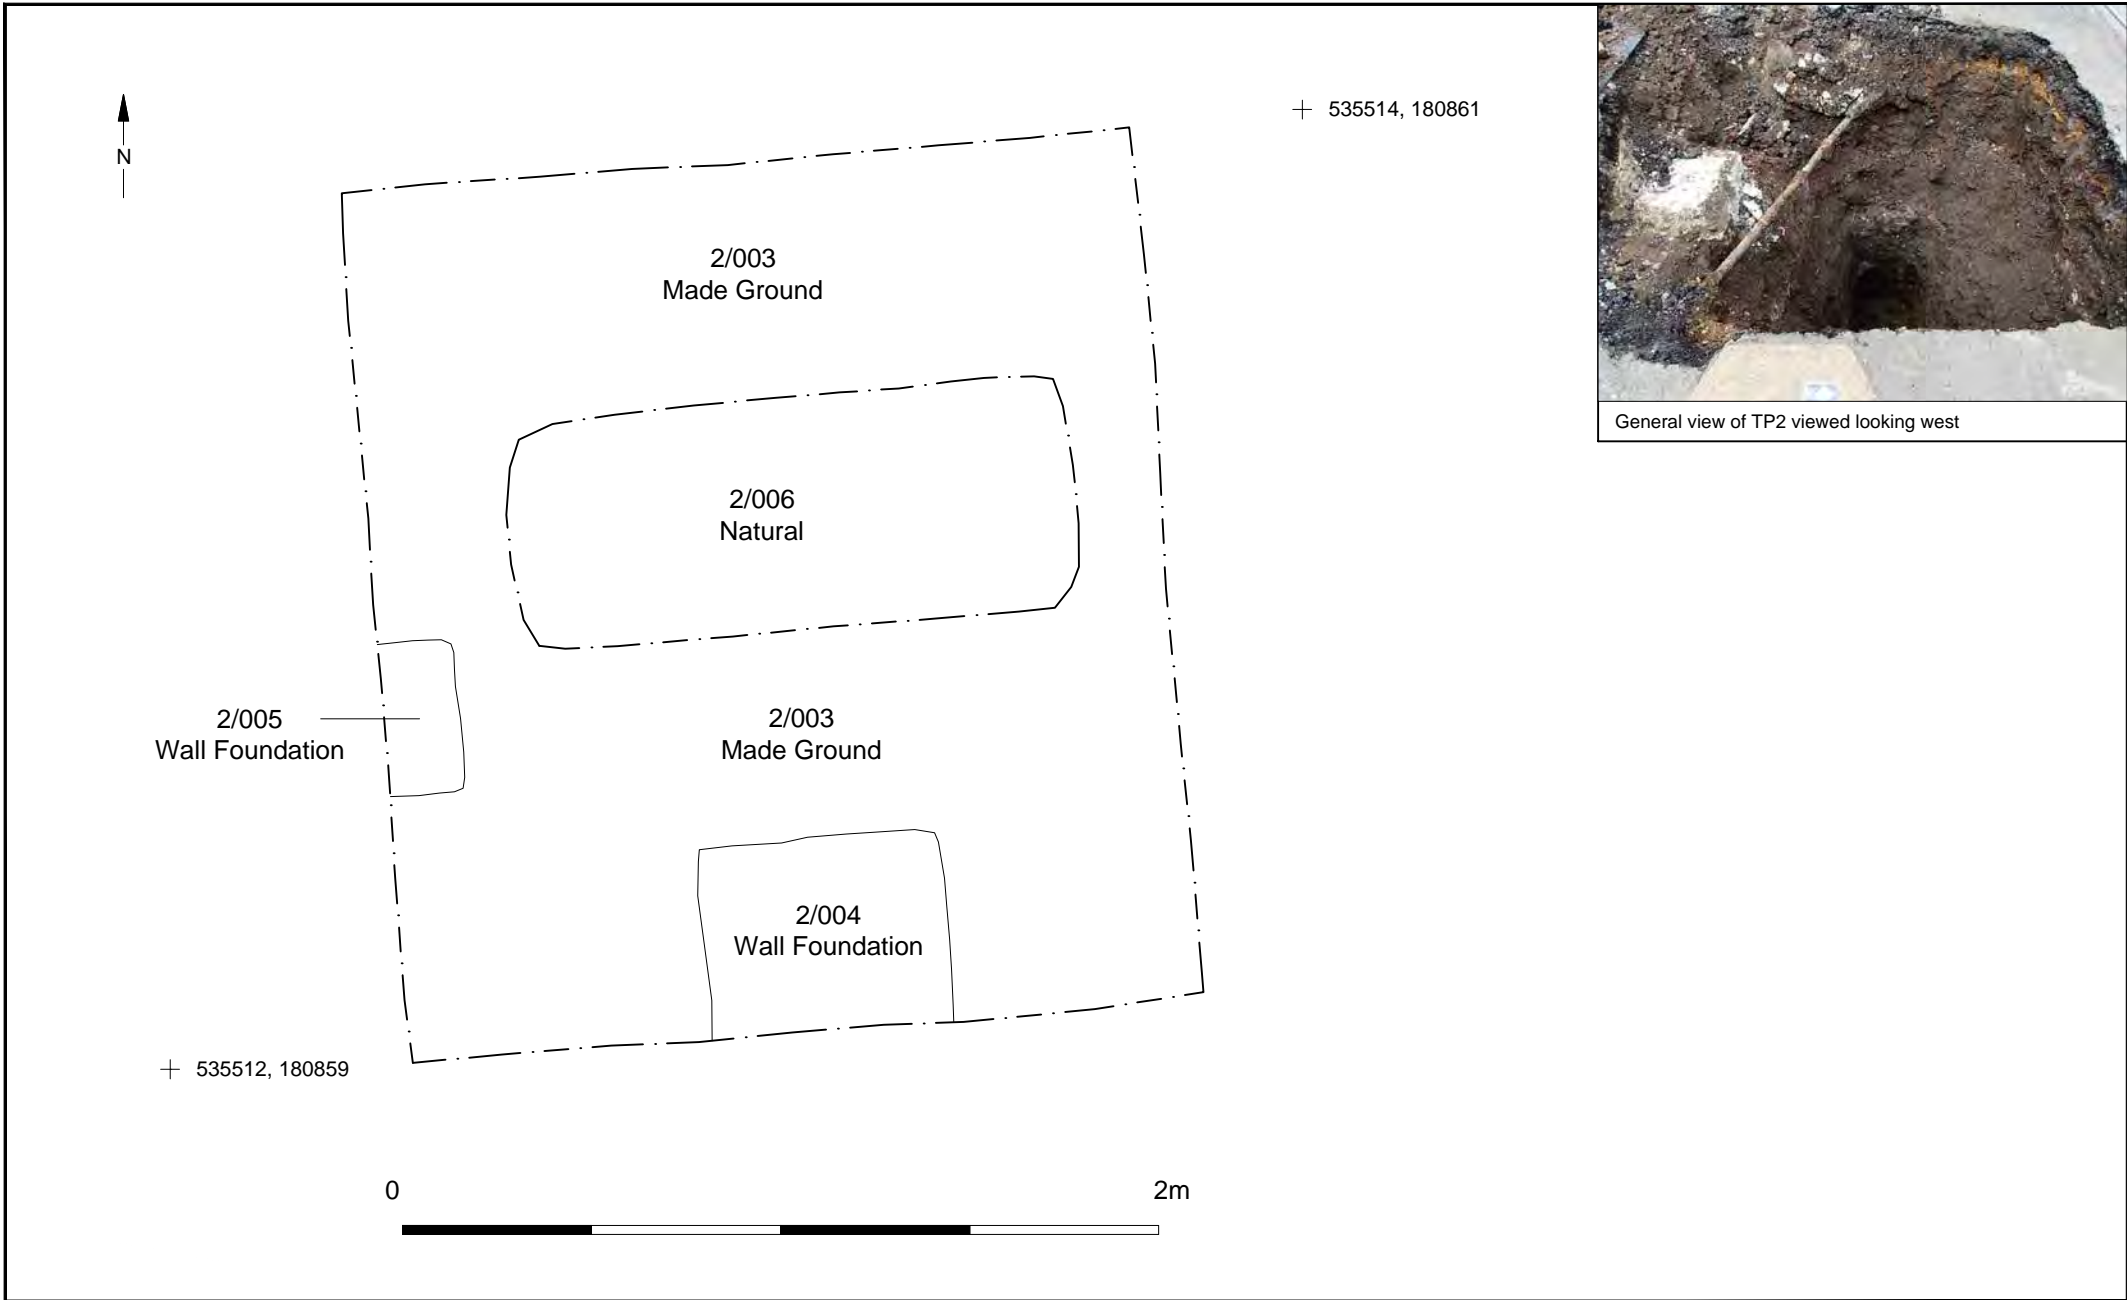 535514, 180861
N
2/003
Made Ground
General view of TP2 viewed looking west
2/006
Natural
2/005
Wall Foundation
2/003
Made Ground
2/004
Wall Foundation
535512, 180859
0
2m